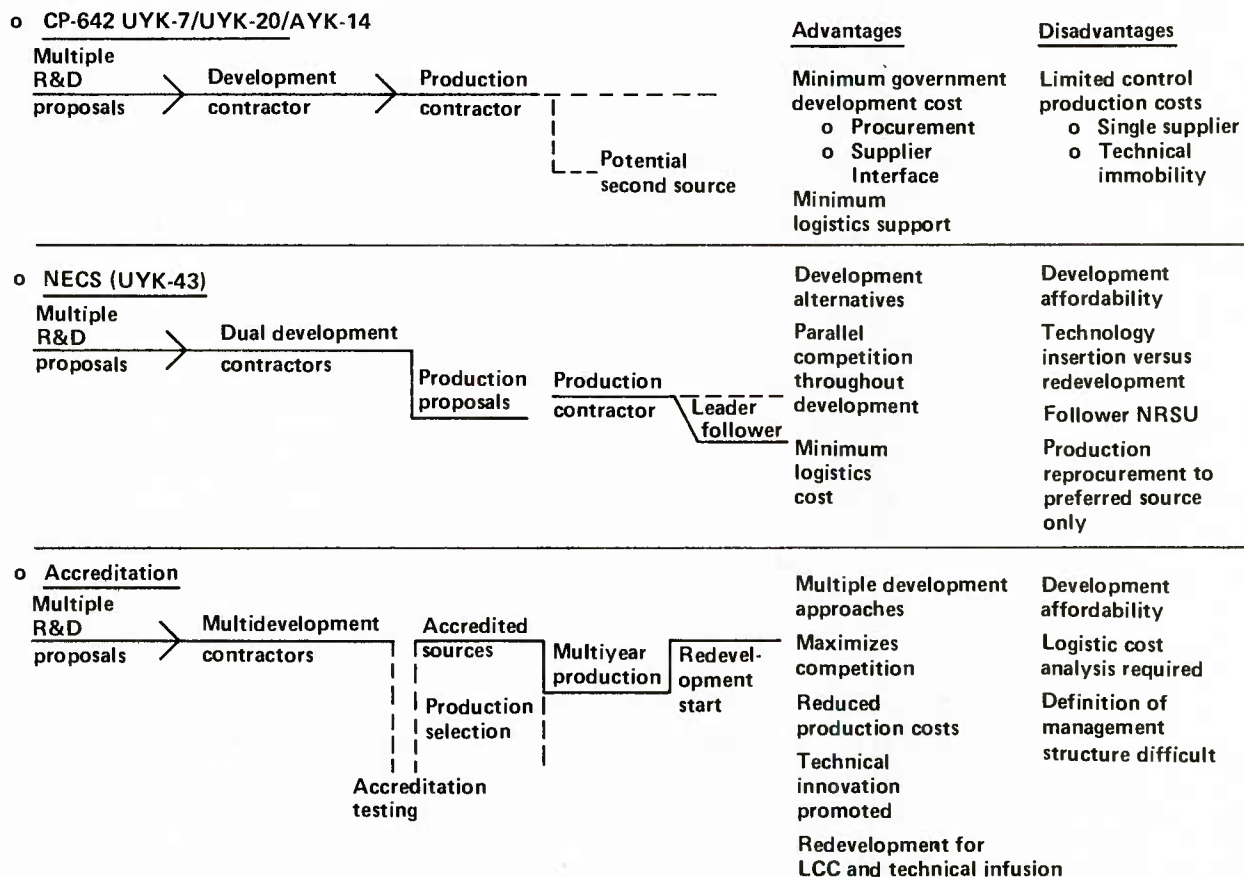 o CP-642 UYK-7/UYK-20/AYK-14
Multiple
R&D
proposals
Development
contractor
Production
contractor
Potential
second source
Advantages
Minimum government
development cost
o Procurement
o Supplier
Interface
Minimum
logistics support
Disadvantages
Limited control
production costs
o Single supplier
o Technical
immobility
o NECS (UYK-43)
Multiple
R&D
proposals
Dual development
contractors
Production
proposals
Production
contractor
Leader
follower
Development
alternatives
Parallel
competition
throughout
development
Minimum
logistics
cost
Development
affordability
Technology
insertion versus
redevelopment
Follower NRSU
Production
reprocurement to
preferred source
only
o Accreditation
Multiple
R&D
proposals
Multidevelopment
contractors
Accreditation
testing
Accredited
sources
Production
selection
Multiyear
production
Redevel-
opment
start
Multiple development
approaches
Maximizes
competition
Reduced
production costs
Technical
innovation
promoted
Redevelopment for
LCC and technical infusion
Development
affordability
Logistic cost
analysis required
Definition of
management
structure difficult